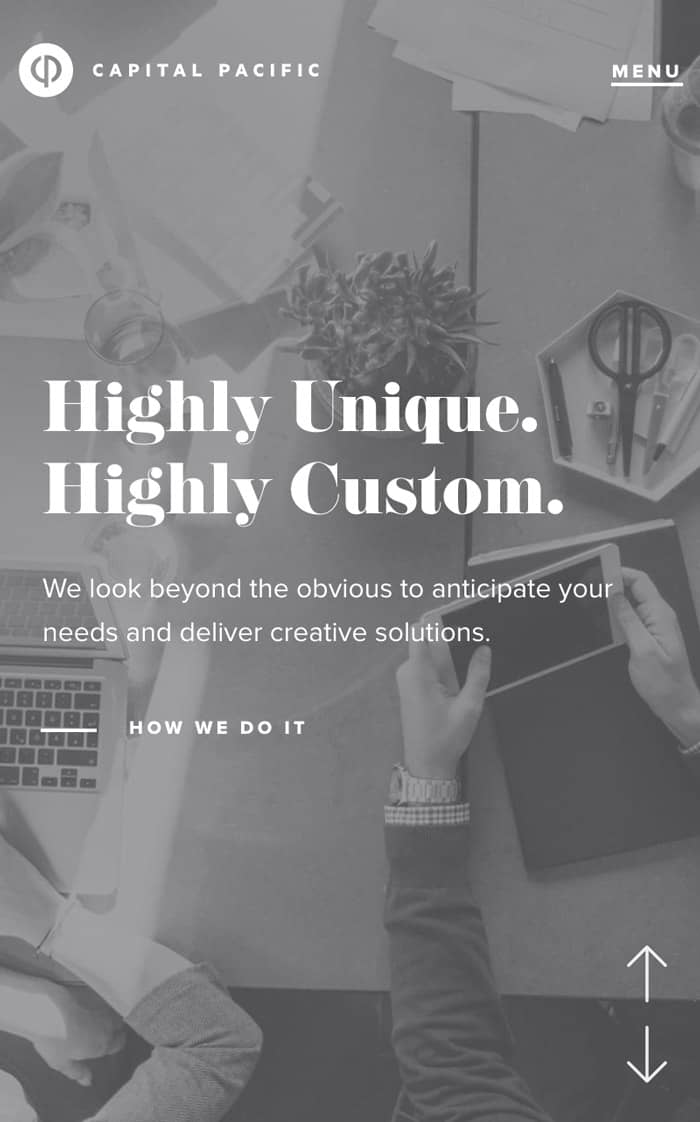 CAPITAL PACIFIC
MENU
Highly Unique.
Highly Custom.
We look beyond the obvious to anticipate your
needs and deliver creative solutions.
HOW WE DO IT